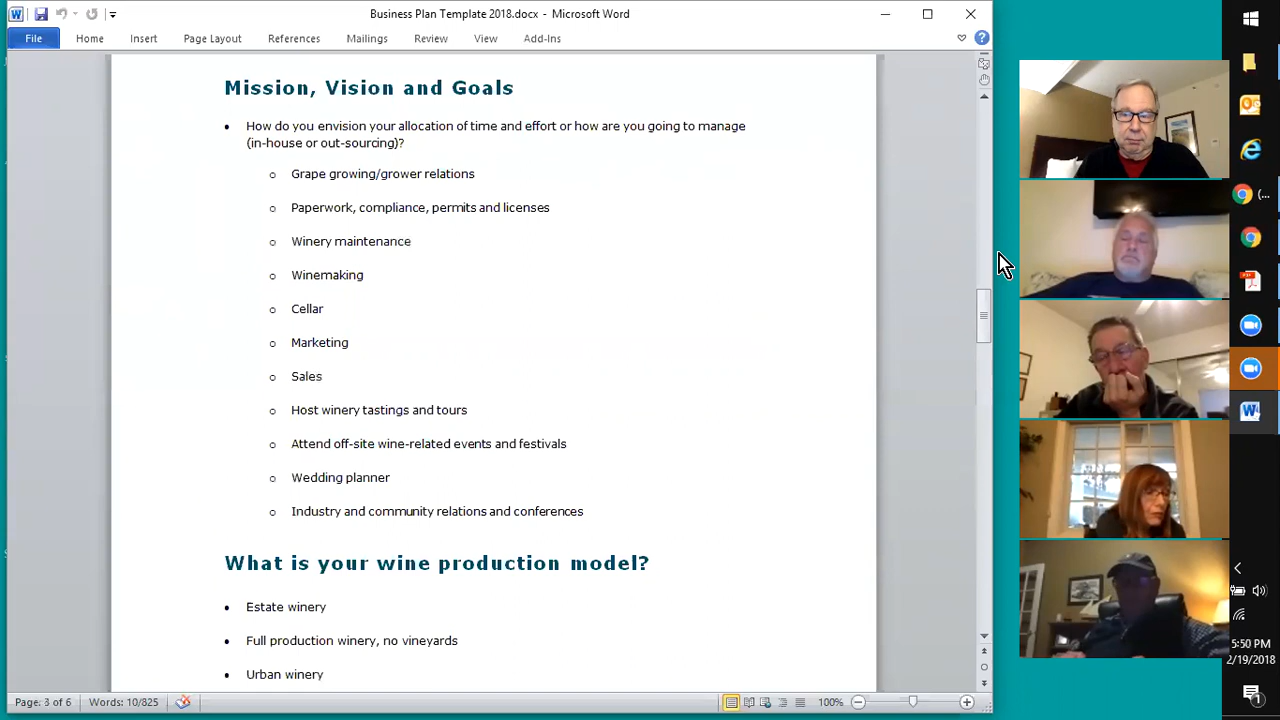 Business Plan Template 2018.docx - Microsoft Word
File Home Insert Page Layout References Mailings Review View Add-Ins
Mission, Vision and Goals
• How do you envision your allocation of time and effort or how are you going to manage
(in-house or out-sourcing)?
o Grape growing/grower relations
o Paperwork, compliance, permits and licenses
o Winery maintenance
o Winemaking
o Cellar
o Marketing
o Sales
o Host winery tastings and tours
o Attend off-site wine-related events and festivals
o Wedding planner
o Industry and community relations and conferences
What is your wine production model?
• Estate winery
• Full production winery, no vineyards
• Urban winery
Page: 3 of 6 Words: 10/825 100%
(...
5:50 PM
2/19/2018
1